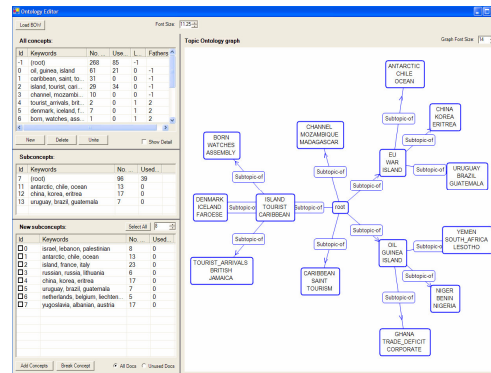 Ontology Editor
Load BOW
Font Size:
11.25
All concepts:
Id Keywords No. ... Use... L... Fathers
-1 (root) 268 85 -1
0 oil, guinea, island 61 21 0 -1
1 caribbean, saint, to... 31 0 0 -1
2 island, tourist, cari... 29 34 0 -1
3 channel, mozambi... 10 0 0 -1
4 tourist_arrivals, brit... 2 0 1 2
5 denmark, iceland, f... 7 0 1 2
6 born, watches, ass... 1 0 1 2
New
Delete
Units
Show Detail
Subconcepts:
Id Keywords No. ... Used...
7 (root) 96 39
11 antarctic, chile, ocean 13 0
12 china, korea, eritrea 17 0
13 uruguay, brazil, guatemala 7 0
New subconcepts:
Select All
8
Id Keywords No. ... Used...
0 israel, lebanon, palestinian 8 0
1 antarctic, chile, ocean 13 0
2 island, france, italy 23 0
3 russian, russia, lithuania 6 0
4 china, korea, eritrea 17 0
5 uruguay, brazil, guatemala 7 0
6 netherlands, belgium, liechten... 5 0
7 yugoslavia, albanian, austria 17 0
Add Concepts
Break Concept
All Docs
Unused Docs
Topic Ontology graph
Graph Font Size:
14
ANTARCTIC
CHILE
OCEAN
Subtopic-of
CHINA
KOREA
ERITREA
Subtopic-of
CHANNEL
MOZAMBIQUE
MADAGASCAR
BORN
WATCHES
ASSEMBLY
Subtopic-of
Subtopic-of
EU
WAR
ISLAND
Subtopic-of
URUGUAY
BRAZIL
GUATEMALA
Subtopic-of
DENMARK
ICELAND
FAROESE
Subtopic-of
ISLAND
TOURIST
CARIBBEAN
Subtopic-of
root
Subtopic-of
Subtopic-of
Subtopic-of
TOURIST_ARRIVALS
BRITISH
JAMAICA
CARIBBEAN
SAINT
TOURISM
OIL
GUINEA
ISLAND
Subtopic-of
YEMEN
SOUTH_AFRICA
LESOTHO
Subtopic-of
Subtopic-of
NIGER
BENIN
NIGERIA
GHANA
TRADE_DEFICIT
CORPORATE